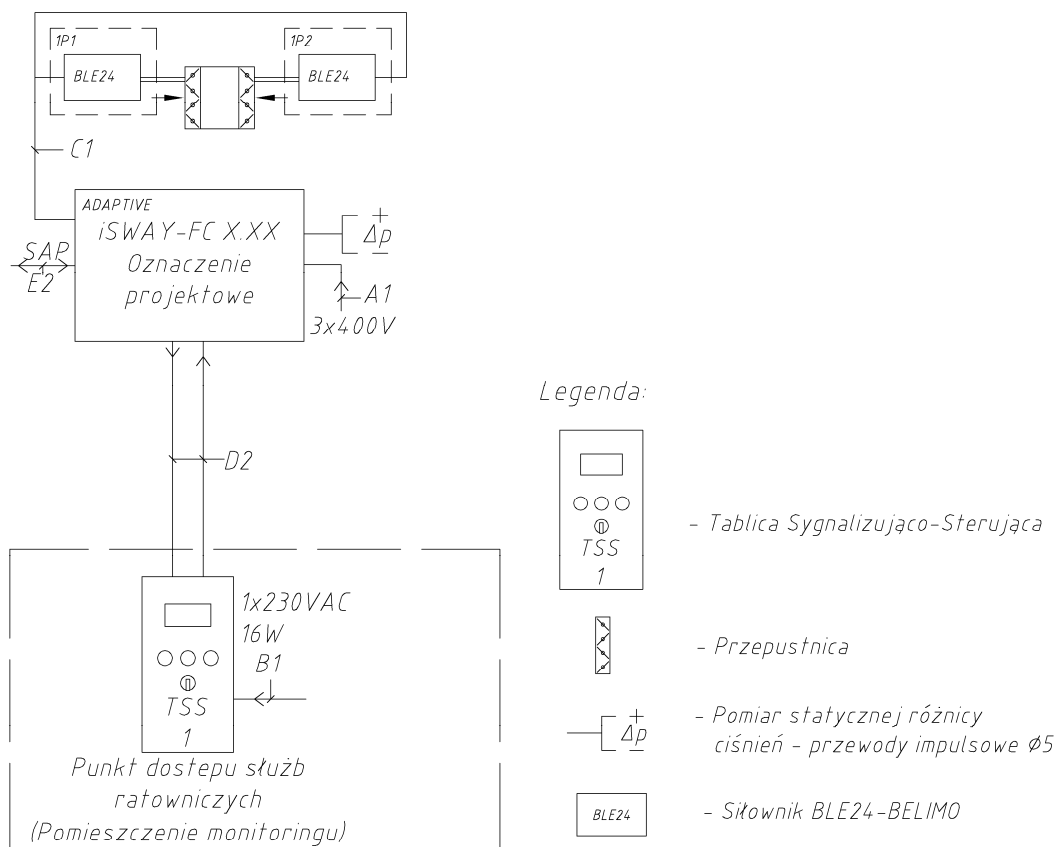 1P1
1P2
BLE24
BLE24
C1
ADAPTIVE
iSWAY-FC X.XX
Oznaczenie
projektowe
+
Δp
SAP
E2
A1
3x400V
D2
Legenda:
TSS
1
- Tablica Sygnalizująco-Sterująca
1x230VAC
16W
B1
TSS
1
- Przepustnica
+
Δp
- Pomiar statycznej różnicy
ciśnień - przewody impulsowe Ø5
Punkt dostepu służb
ratowniczych
(Pomieszczenie monitoringu)
BLE24
- Siłownik BLE24-BELIMO